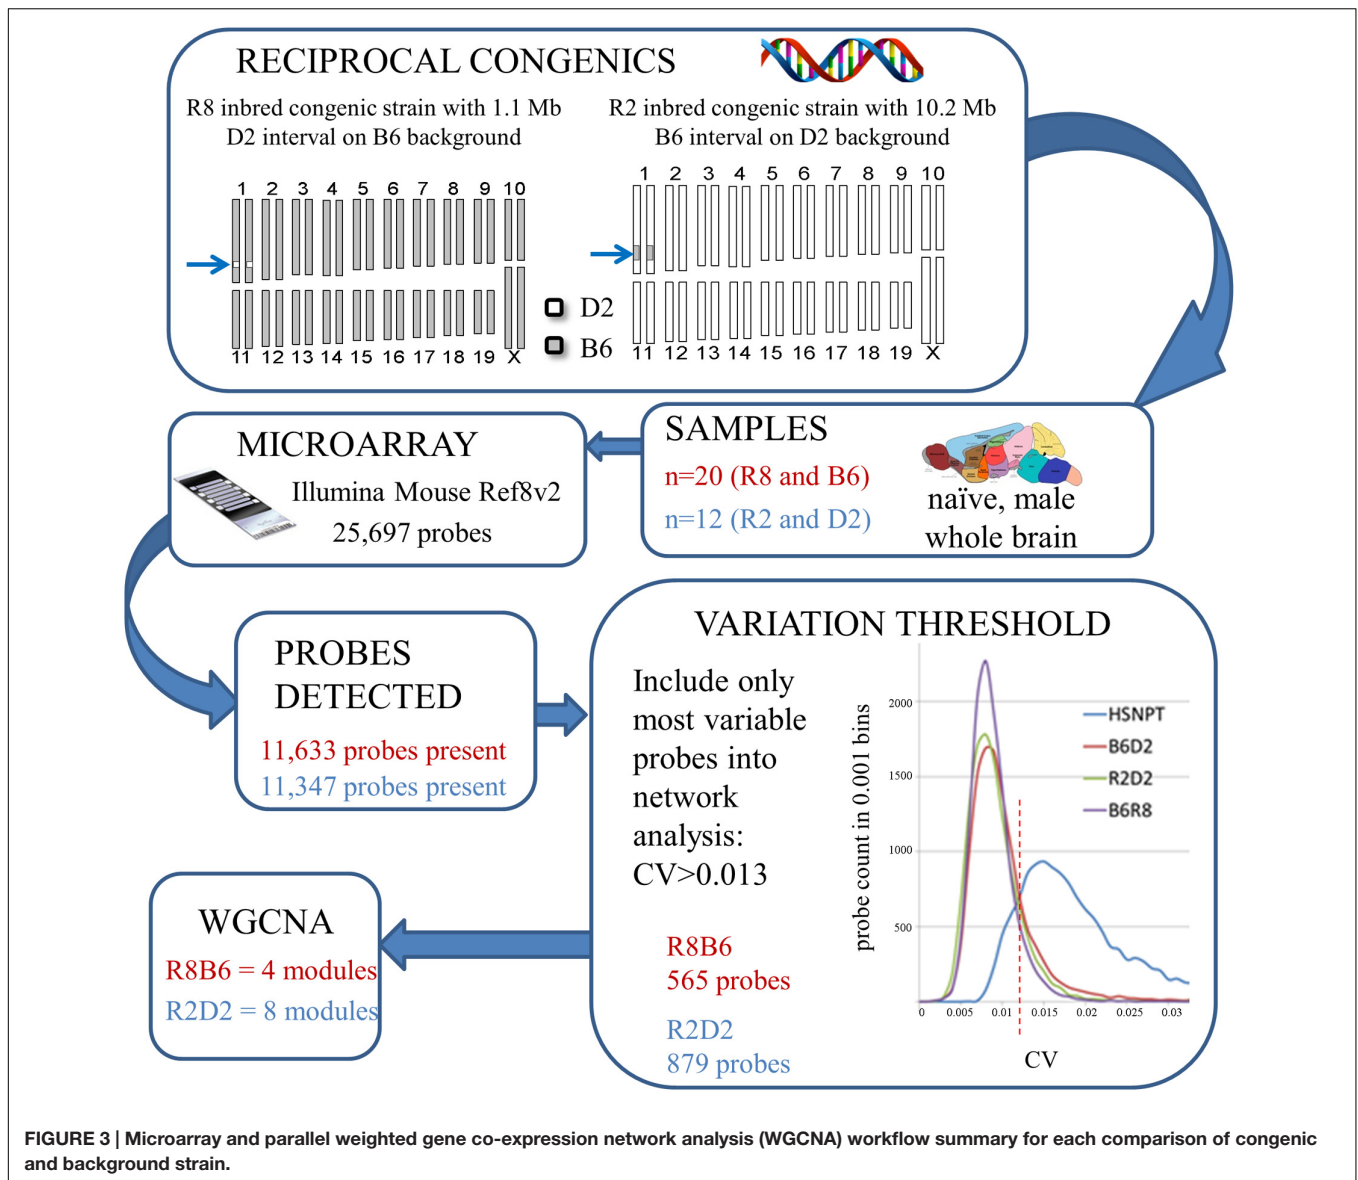 RECIPROCAL CONGENICS
R8 inbred congenic strain with 1.1 Mb
D2 interval on B6 background
R2 inbred congenic strain with 10.2 Mb
B6 interval on D2 background
1 2 3 4 5 6 7 8 9 10
11 12 13 14 15 16 17 18 19 X
D2
B6
1 2 3 4 5 6 7 8 9 10
11 12 13 14 15 16 17 18 19 X
SAMPLES
n=20 (R8 and B6)
n=12 (R2 and D2)
naïve, male
whole brain
MICROARRAY
Illumina Mouse Ref8v2
25,697 probes
PROBES
DETECTED
11,633 probes present
11,347 probes present
VARIATION THRESHOLD
Include only
most variable
probes into
network
analysis:
CV>0.013
R8B6
565 probes
R2D2
879 probes
probe count in 0.001 bins
2000
1500
1000
500
0 0.005 0.01 0.015 0.02 0.025 0.03
CV
HSNPT
B6D2
R2D2
B6R8
WGCNA
R8B6 = 4 modules
R2D2 = 8 modules
FIGURE 3 | Microarray and parallel weighted gene co-expression network analysis (WGCNA) workflow summary for each comparison of congenic
and background strain.